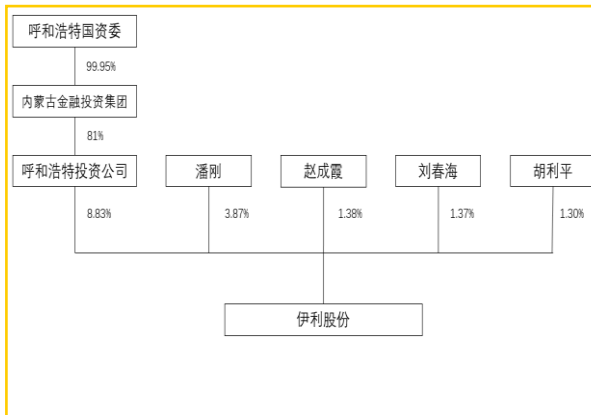 呼和浩特国资委
99.95%
内蒙古金融投资集团
81%
呼和浩特投资公司
潘刚
赵成霞
刘春海
胡利平
8.83%
3.87%
1.38%
1.37%
1.30%
伊利股份